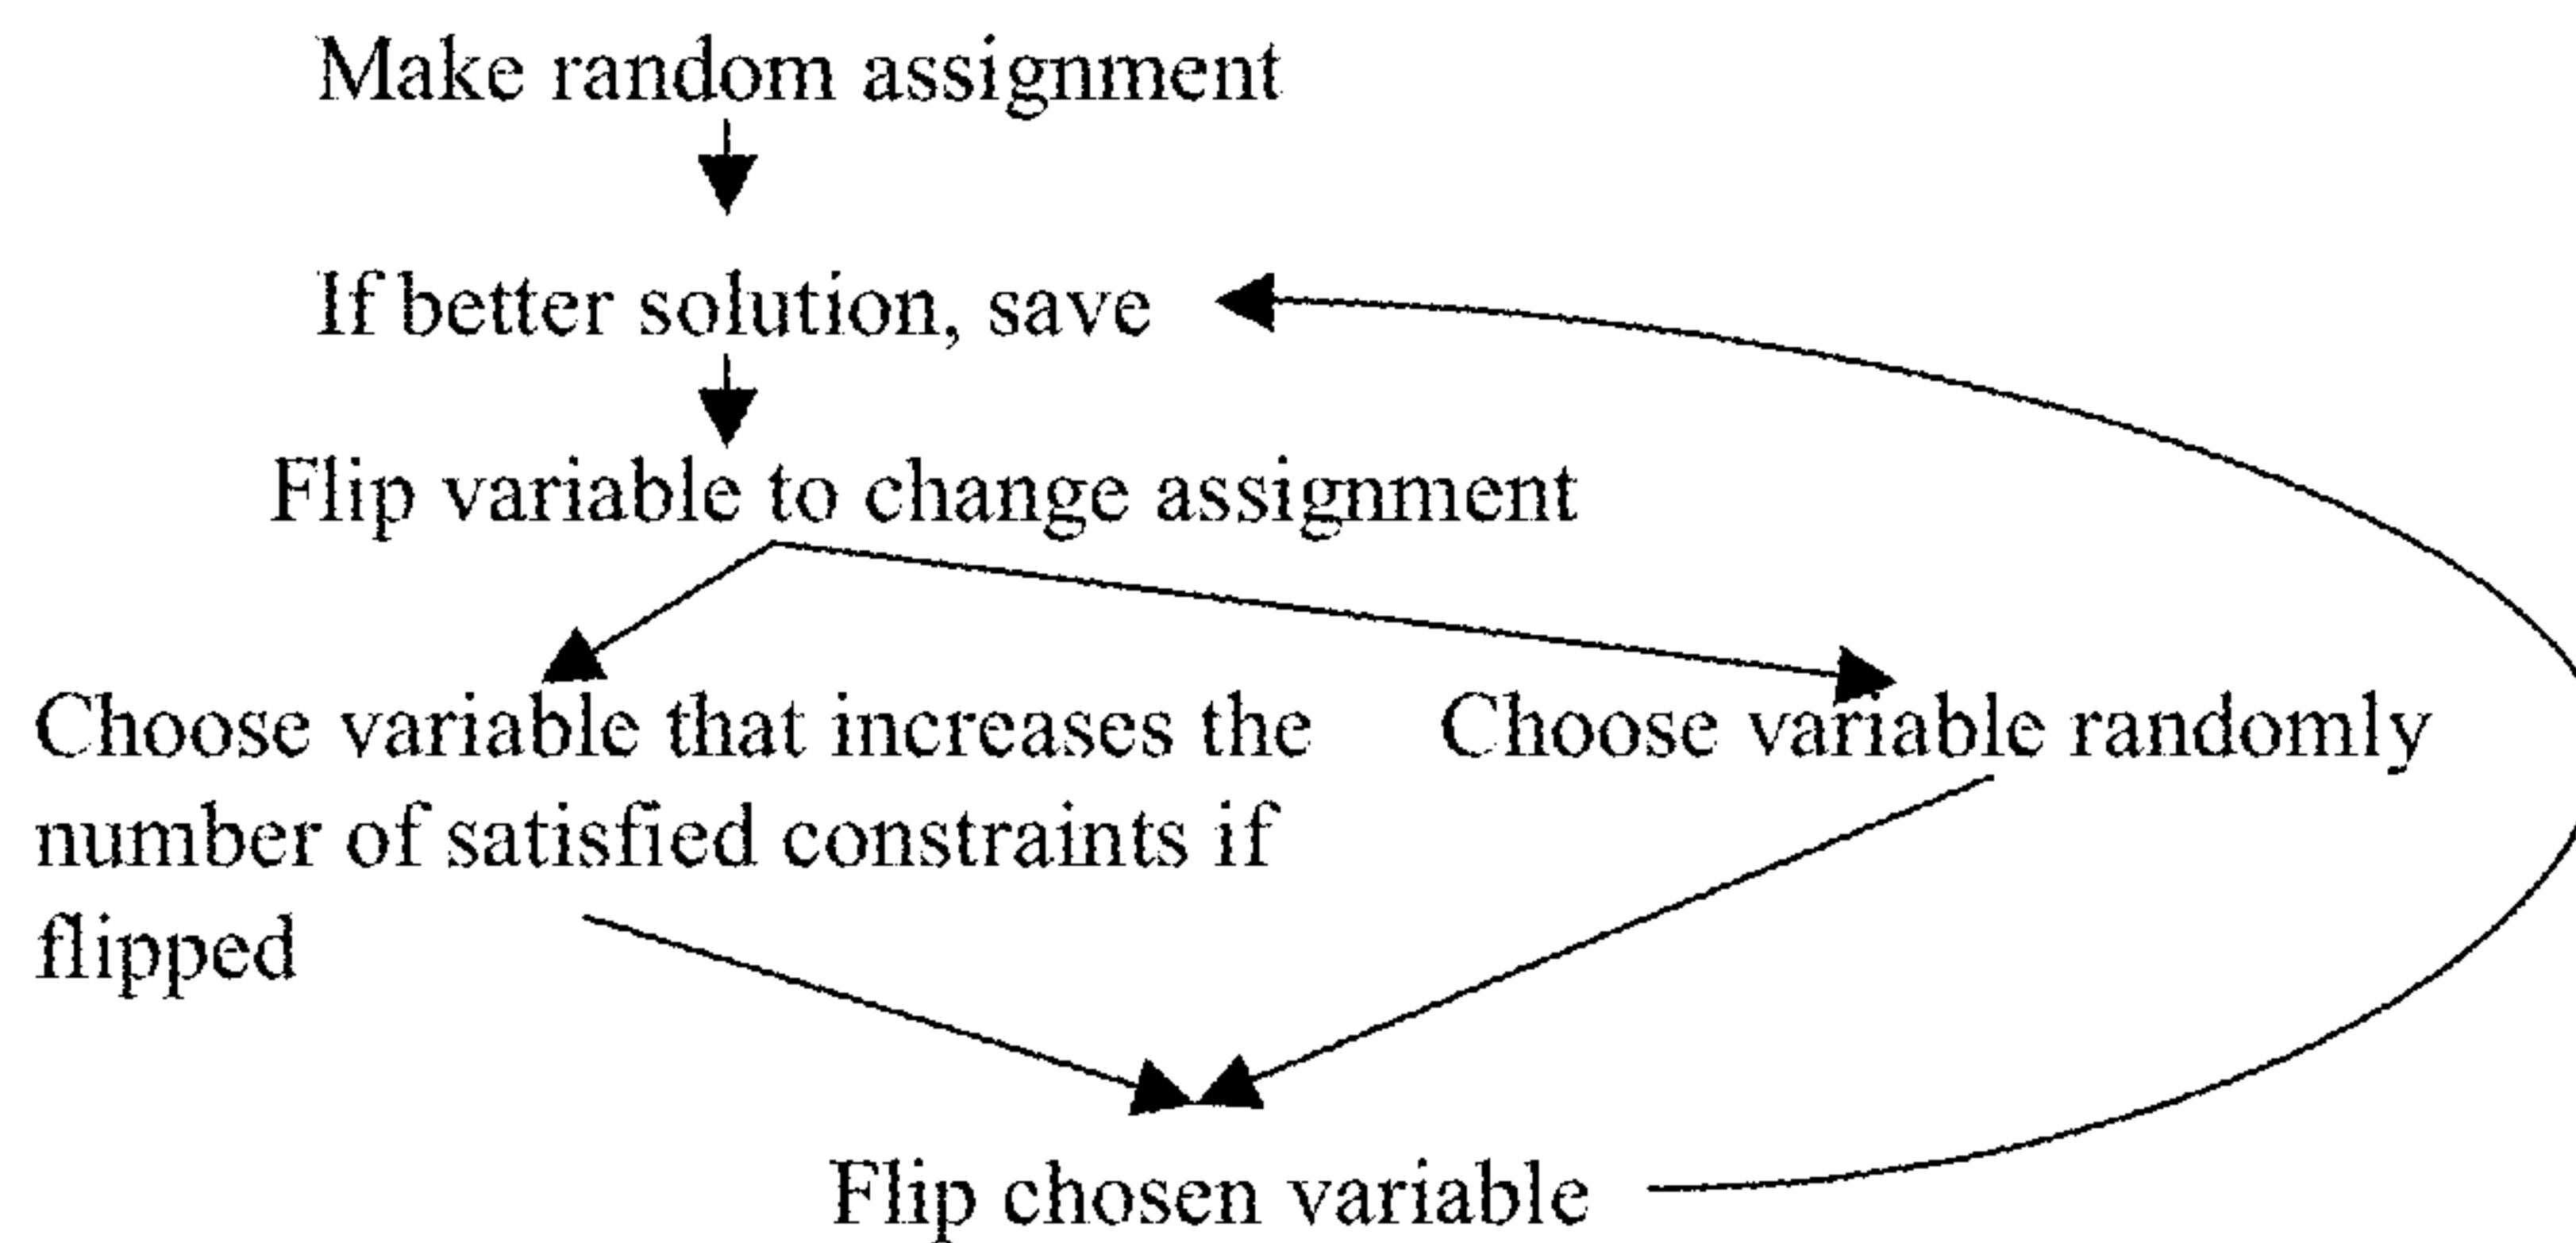 Make random assignment
If better solution, save
Flip variable to change assignment
Choose variable that increases the
number of satisfied constraints if
flipped
Choose variable randomly
Flip chosen variable